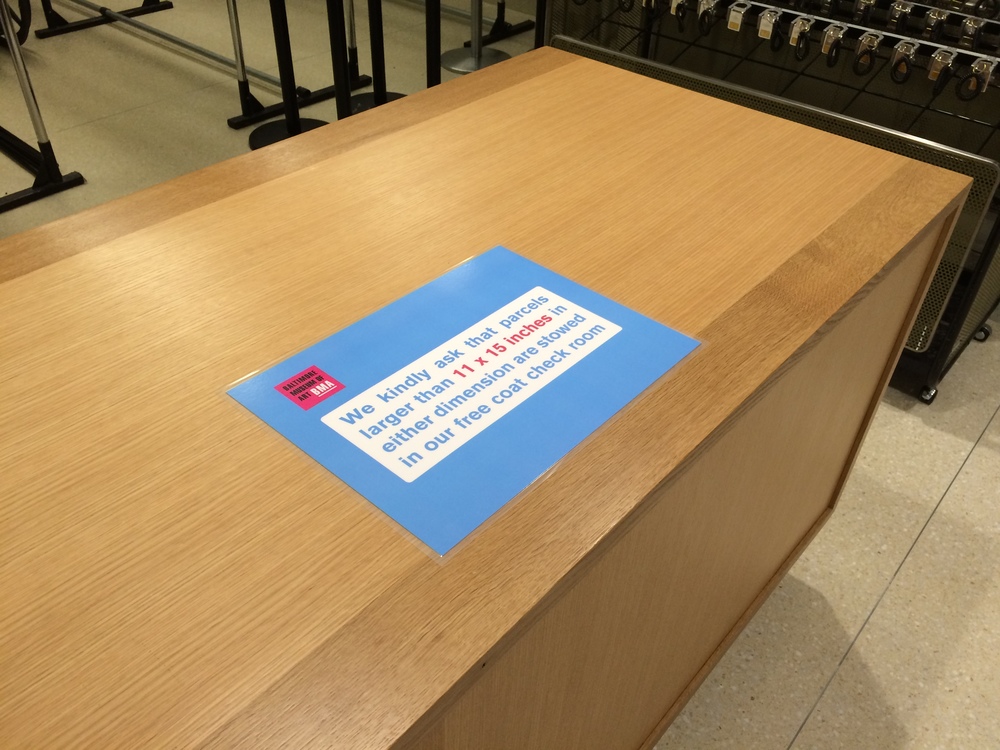 BALTIMORE
MUSEUM OF
ART BMA
We kindly ask that parcels
larger than 11 x 15 inches in
either dimension are stowed
in our free coat check room